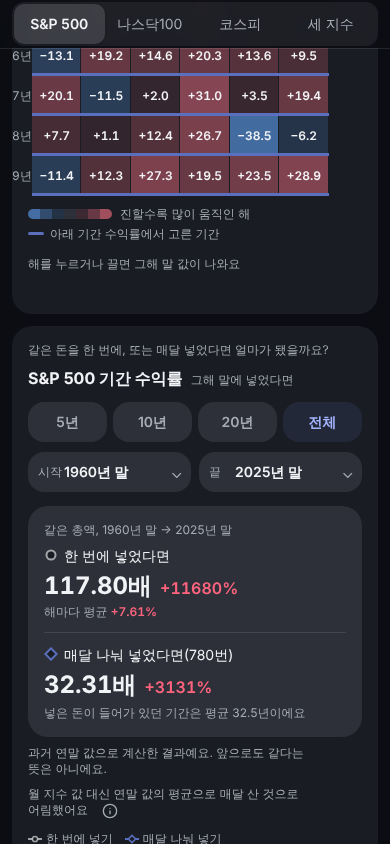 S&P 500 나스닥100 코스피 세 지수
6년 −13.1 +19.2 +14.6 +20.3 +13.6 +9.5
7년 +20.1 −11.5 +2.0 +31.0 +3.5 +19.4
8년 +7.7 +1.1 +12.4 +26.7 −38.5 −6.2
9년 −11.4 +12.3 +27.3 +19.5 +23.5 +28.9
진할수록 많이 움직인 해
아래 기간 수익률에서 고른 기간
해를 누르거나 끌면 그해 말 값이 나와요
같은 돈을 한 번에, 또는 매달 넣었다면 얼마가 됐을까요?
S&P 500 기간 수익률 그해 말에 넣었다면
5년 10년 20년 전체
시작 1960년 말 끝 2025년 말
같은 총액, 1960년 말 → 2025년 말
한 번에 넣었다면
117.80배 +11680%
해마다 평균 +7.61%
매달 나눠 넣었다면(780번)
32.31배 +3131%
넣은 돈이 들어가 있던 기간은 평균 32.5년이에요
과거 연말 값으로 계산한 결과예요. 앞으로도 같다는
뜻은 아니에요.
월 지수 값 대신 연말 값의 평균으로 매달 산 것으로
어림했어요
한 번에 넣기 매달 나눠 넣기